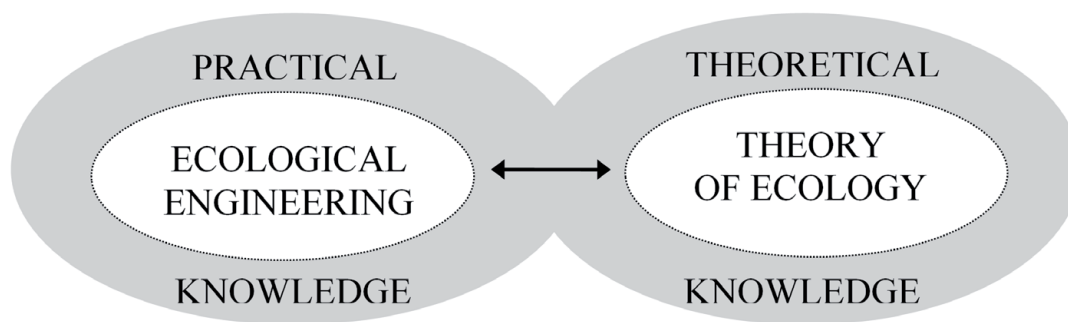 PRACTICAL
ECOLOGICAL
ENGINEERING
KNOWLEDGE
THEORETICAL
THEORY
OF ECOLOGY
KNOWLEDGE